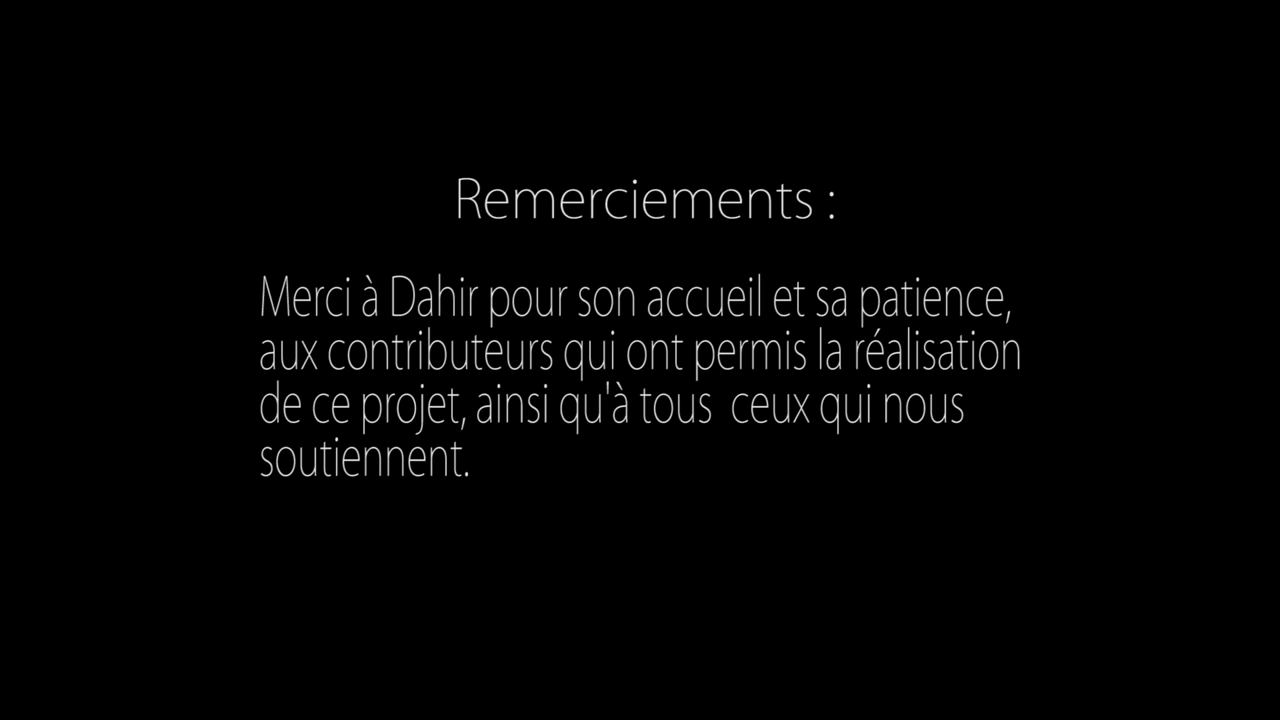 Remerciements :
Merci à Dahir pour son accueil et sa patience,
aux contributeurs qui ont permis la réalisation
de ce projet, ainsi qu'à tous  ceux qui nous
soutiennent.